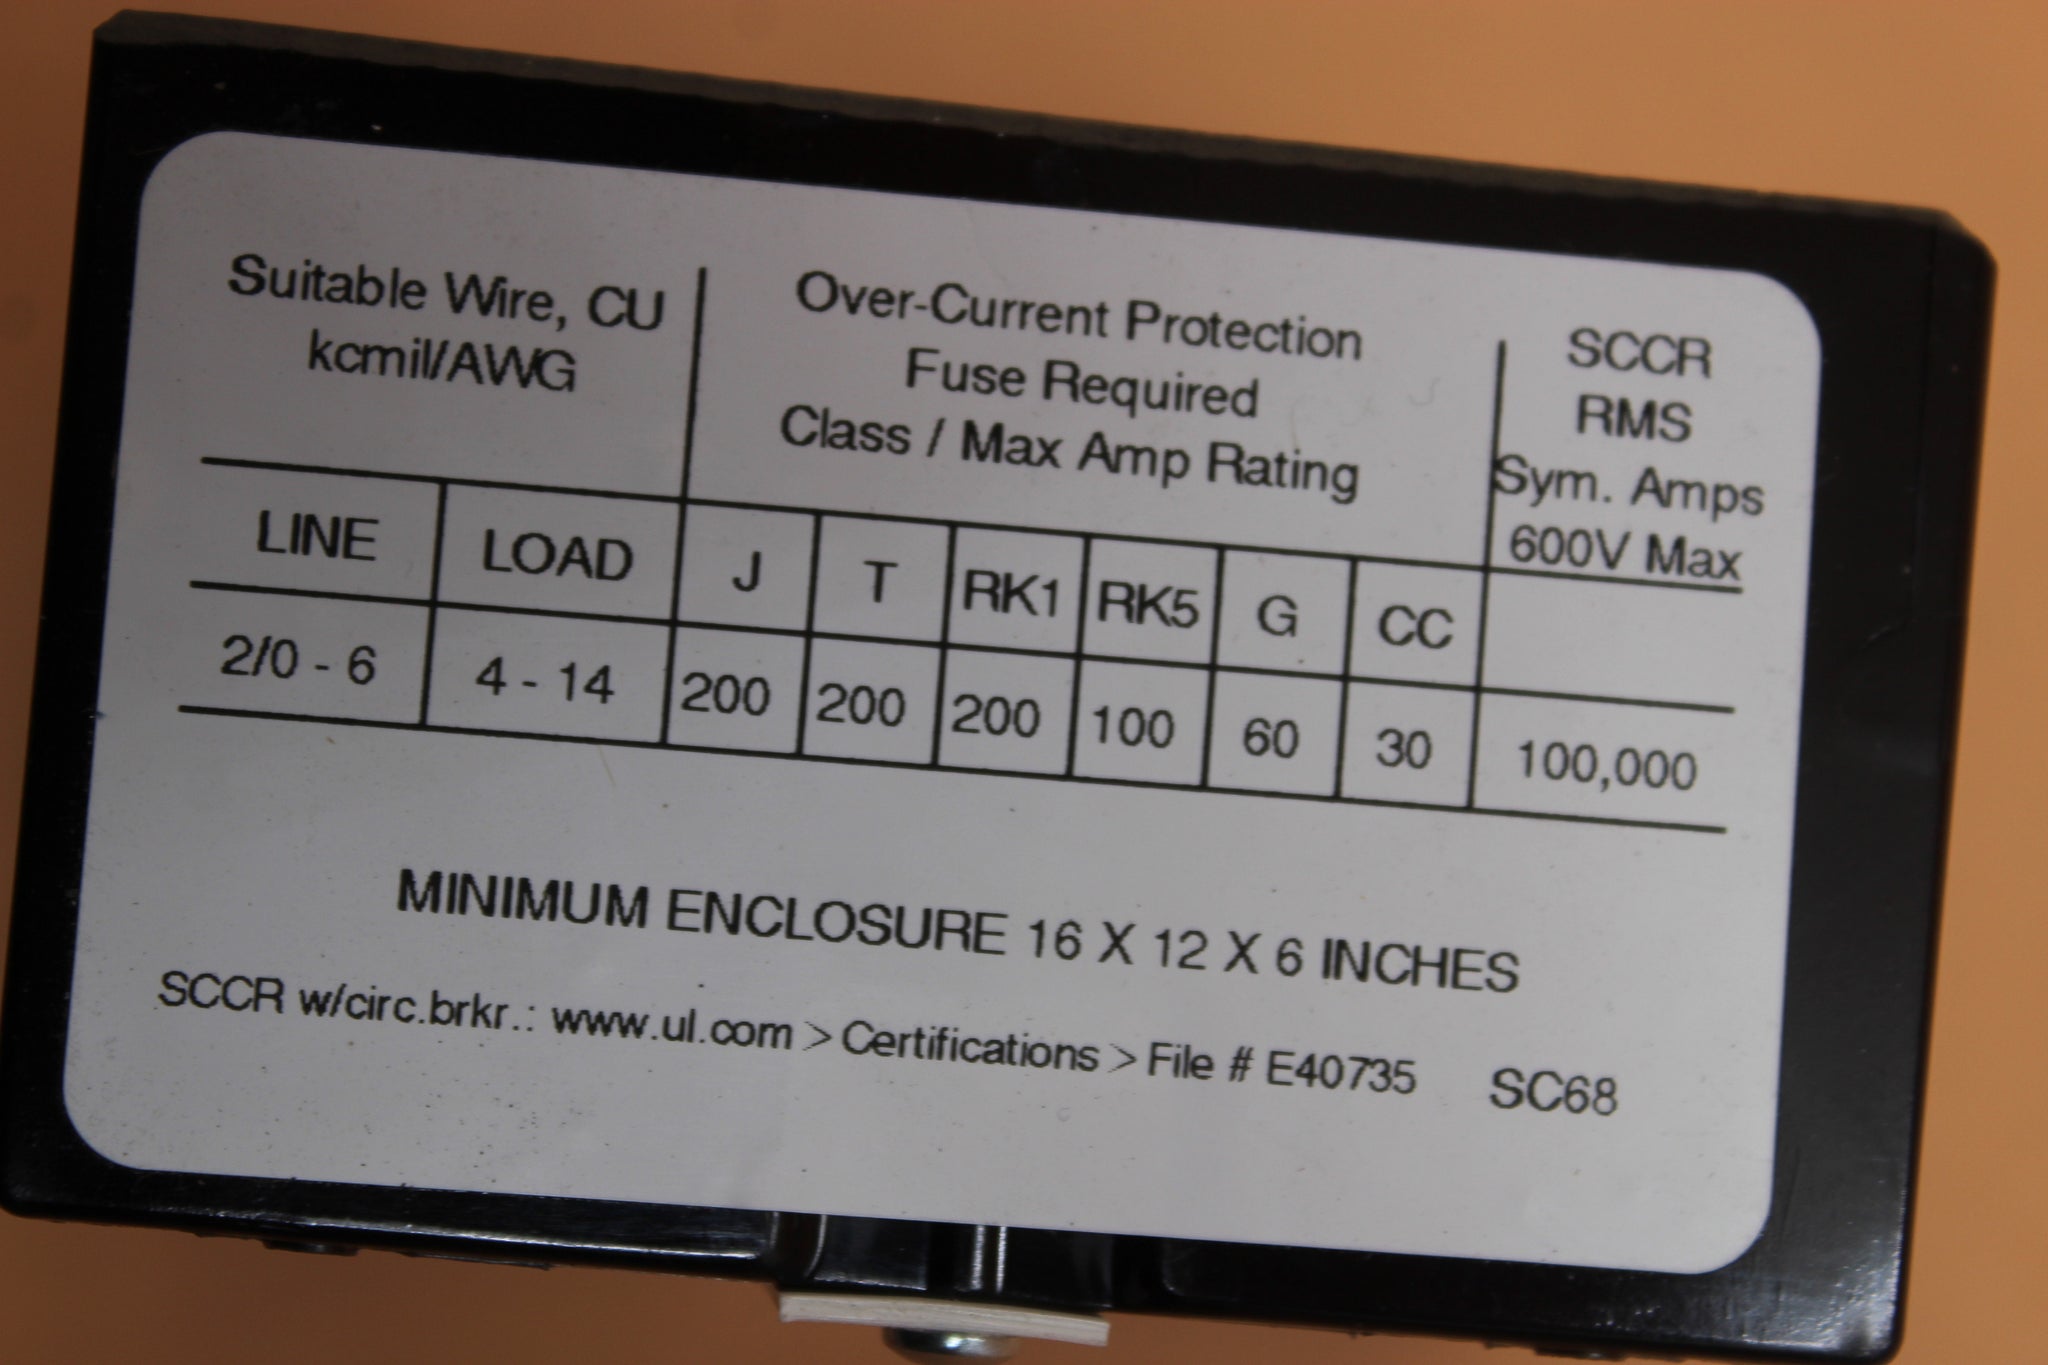 Suitable Wire, CU
kcmil/AWG
Over-Current Protection
Fuse Required
Class / Max Amp Rating
SCCR
RMS
Sym. Amps
600V Max
LINE LOAD J T RK1 RK5 G CC
2/0 - 6 4 - 14 200 200 200 100 60 30 100,000
MINIMUM ENCLOSURE 16 X 12 X 6 INCHES
SCCR w/circ.brkr.: www.ul.com > Certifications > File # E40735 SC68